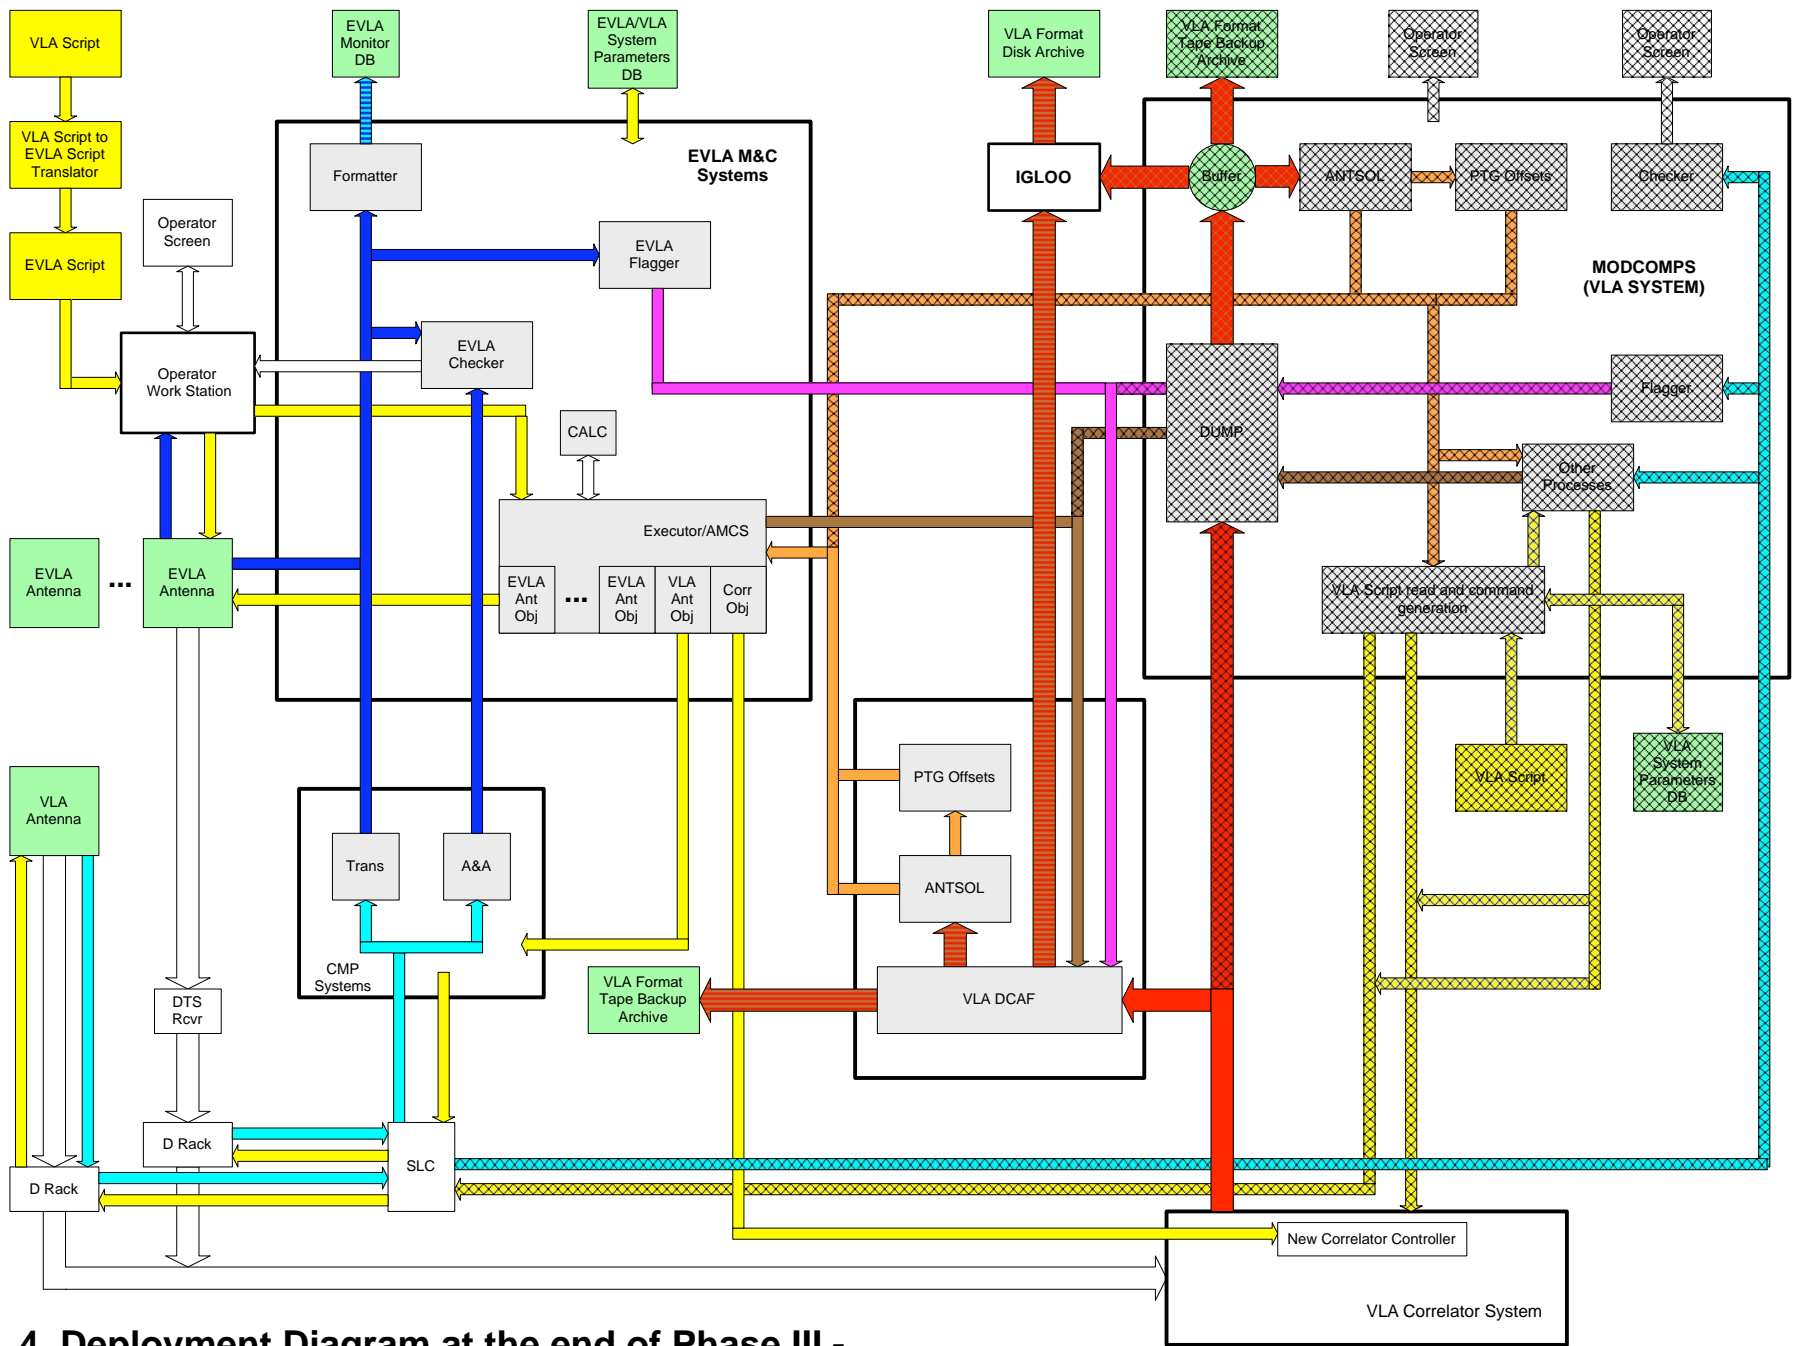 VLA Script
EVLA
Monitor
DB
EVLA/VLA
System
Parameters
DB
VLA Format
Disk Archive
VLA Format
Tape Backup
Archive
Operator
Screen
Operator
Screen
VLA Script to
EVLA Script
Translator
EVLA M&C
Systems
Formatter
IGLOO
Buffer
ANTSOL
PTG Offsets
Checker
Operator
Screen
EVLA Script
EVLA
Flagger
MODCOMPS
(VLA SYSTEM)
EVLA
Checker
Operator
Work Station
Flagger
CALC
DUMP
Other
Processes
Executor/AMCS
EVLA
Antenna
...
EVLA
Antenna
EVLA
Ant
Obj
...
EVLA
Ant
Obj
VLA
Ant
Obj
Corr
Obj
VLA Script read and command
generation
VLA
Antenna
PTG Offsets
VLA Script
VLA
System
Parameters
DB
Trans
A&A
ANTSOL
CMP
Systems
DTS
Rcvr
VLA Format
Tape Backup
Archive
VLA DCAF
D Rack
SLC
D Rack
New Correlator Controller
VLA Correlator System
4. Deployment Diagram at the end of Phase III -